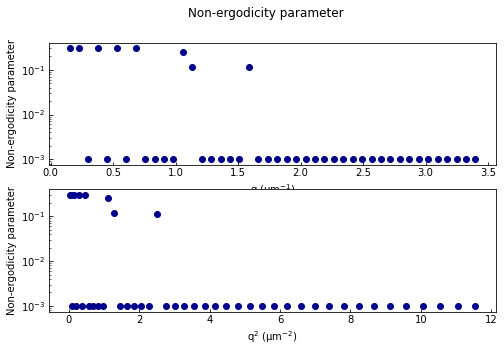 Non-ergodicity parameter
Non-ergodicity parameter
10⁻¹
10⁻²
10⁻³
0.0 0.5 1.0 1.5 2.0 2.5 3.0 3.5
q (μm⁻¹)
Non-ergodicity parameter
10⁻¹
10⁻²
10⁻³
0 2 4 6 8 10 12
q² (μm⁻²)